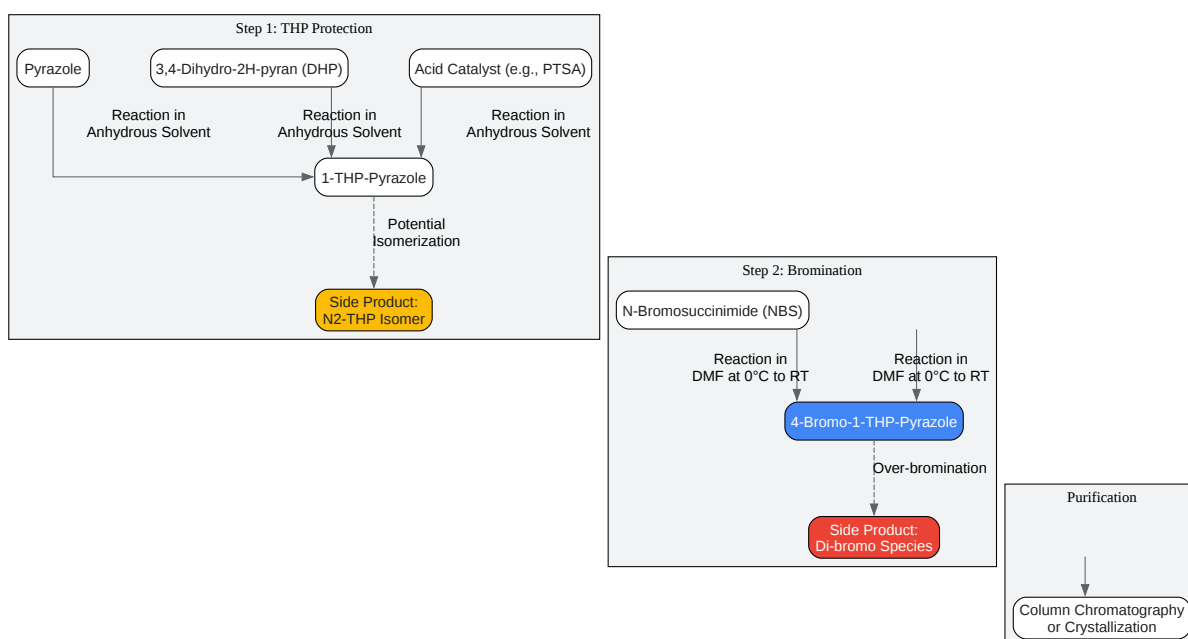 Step 1: THP Protection
Pyrazole
3,4-Dihydro-2H-pyran (DHP)
Acid Catalyst (e.g., PTSA)
Reaction in
Anhydrous Solvent
Reaction in
Anhydrous Solvent
Reaction in
Anhydrous Solvent
1-THP-Pyrazole
Potential
Isomerization
Side Product:
N2-THP Isomer
Step 2: Bromination
N-Bromosuccinimide (NBS)
Reaction in
DMF at 0°C to RT
Reaction in
DMF at 0°C to RT
4-Bromo-1-THP-Pyrazole
Over-bromination
Side Product:
Di-bromo Species
Purification
Column Chromatography
or Crystallization